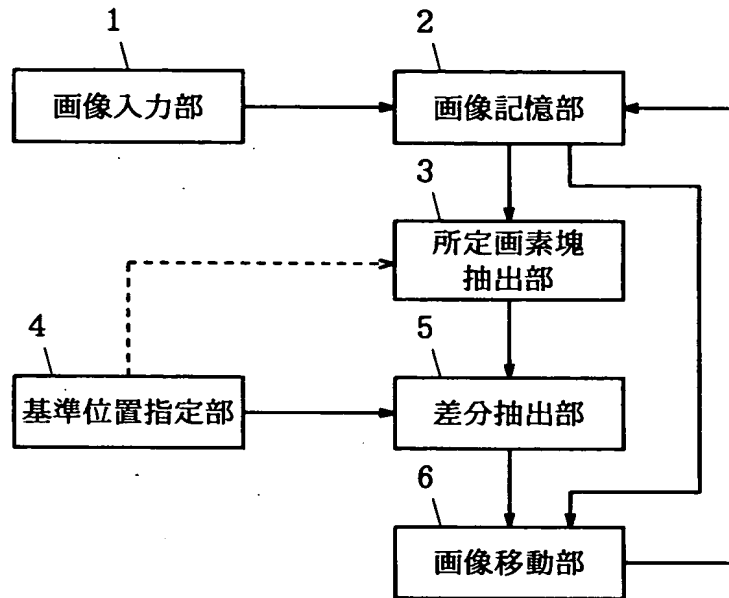 1
画像入力部
2
画像記憶部
3
所定画素塊
抽出部
4
基準位置指定部
5
差分抽出部
6
画像移動部